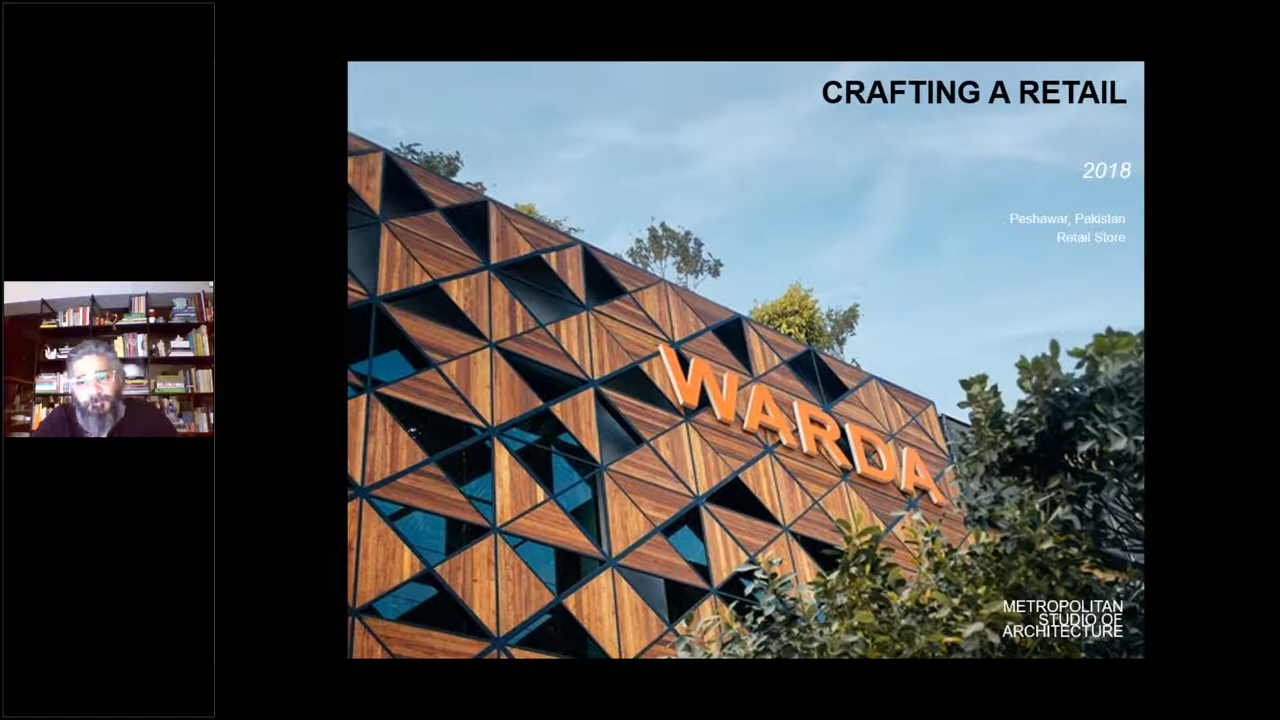 CRAFTING A RETAIL
2018
Peshawar, Pakistan
Retail Store
WARDA
METROPOLITAN
STUDIO OF
ARCHITECTURE